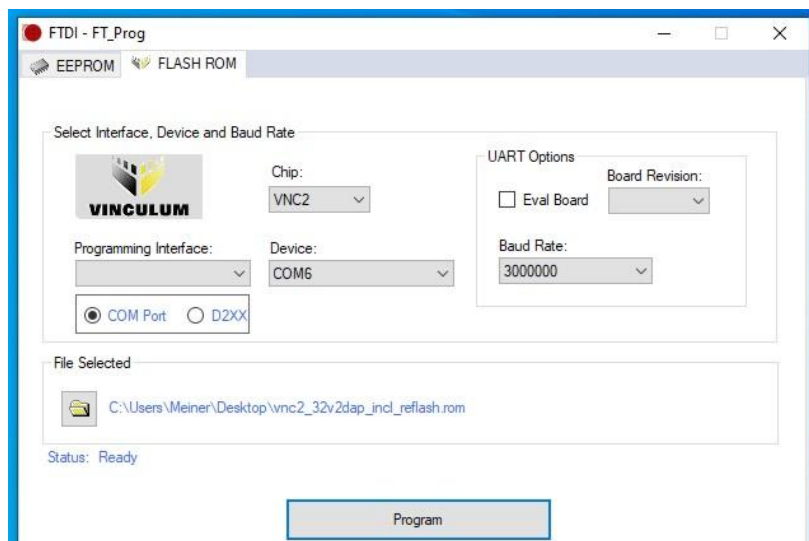 FTDI - FT_Prog
EEPROM FLASH ROM
Select Interface, Device and Baud Rate
VINCULUM
Chip:
VNC2
Programming Interface:
Device:
COM6
COM Port D2XX
UART Options
Eval Board
Board Revision:
Baud Rate:
3000000
File Selected
C:\Users\Meiner\Desktop\vnc2_32v2dap_incl_reflash.rom
Status: Ready
Program